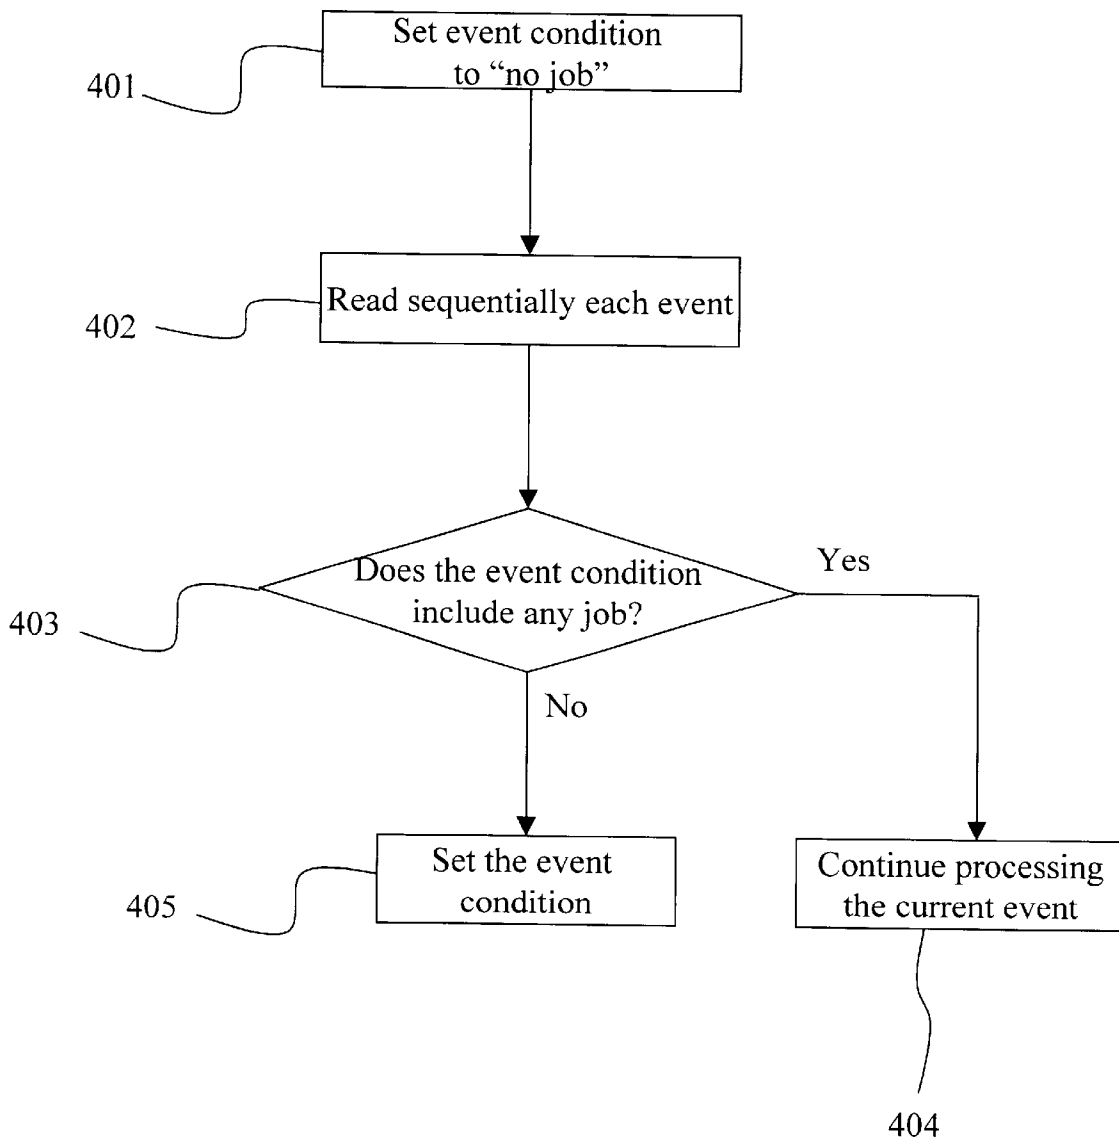 Set event condition
to “no job”
401
Read sequentially each event
402
Does the event condition
include any job?
Yes
403
No
Set the event
condition
405
Continue processing
the current event
404